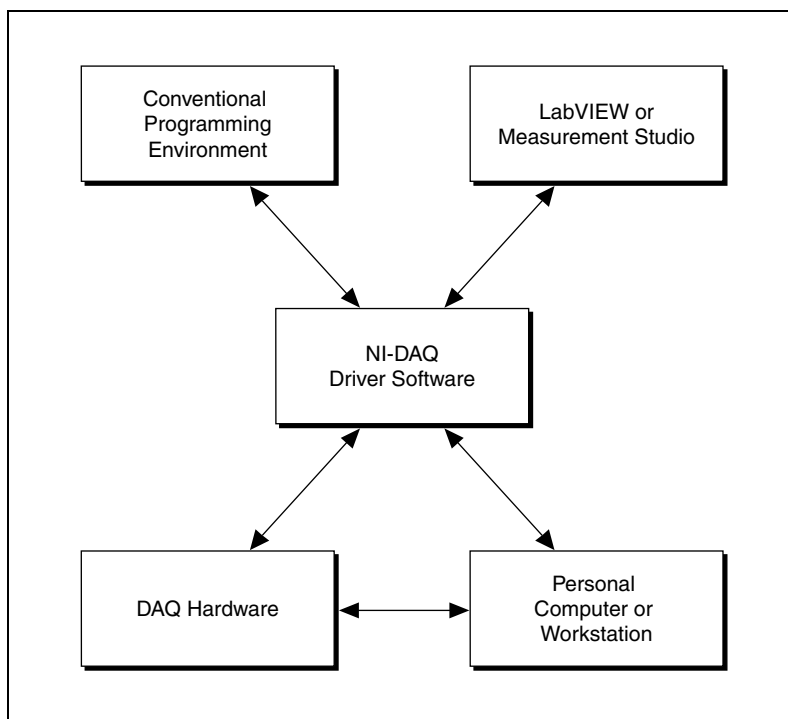 Conventional
Programming
Environment
LabVIEW or
Measurement Studio
NI-DAQ
Driver Software
DAQ Hardware
Personal
Computer or
Workstation